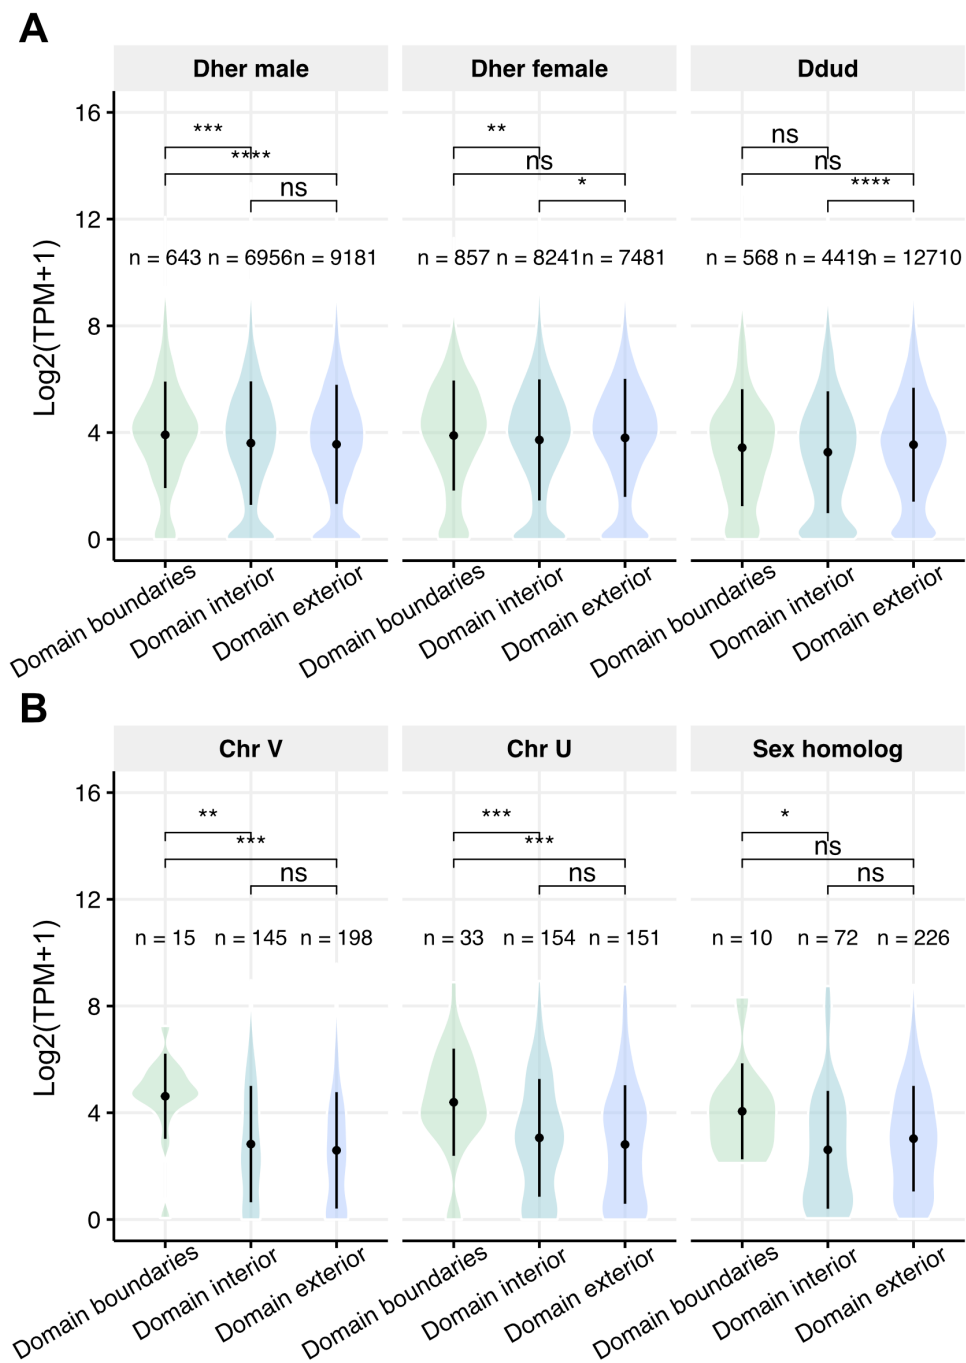 A
Dher male Dher female Ddud
Log2(TPM+1)
16
12
8
4
0
*** ** ns
**** ns ns
ns * ****
n = 643 n = 6956 n = 9181 n = 857 n = 8241 n = 7481 n = 568 n = 4419 n = 12710
Domain boundaries Domain interior Domain exterior Domain boundaries Domain interior Domain exterior Domain boundaries Domain interior Domain exterior
B
Chr V Chr U Sex homolog
Log2(TPM+1)
16
12
8
4
0
** *** *
*** *** ns
ns ns ns
n = 15 n = 145 n = 198 n = 33 n = 154 n = 151 n = 10 n = 72 n = 226
Domain boundaries Domain interior Domain exterior Domain boundaries Domain interior Domain exterior Domain boundaries Domain interior Domain exterior